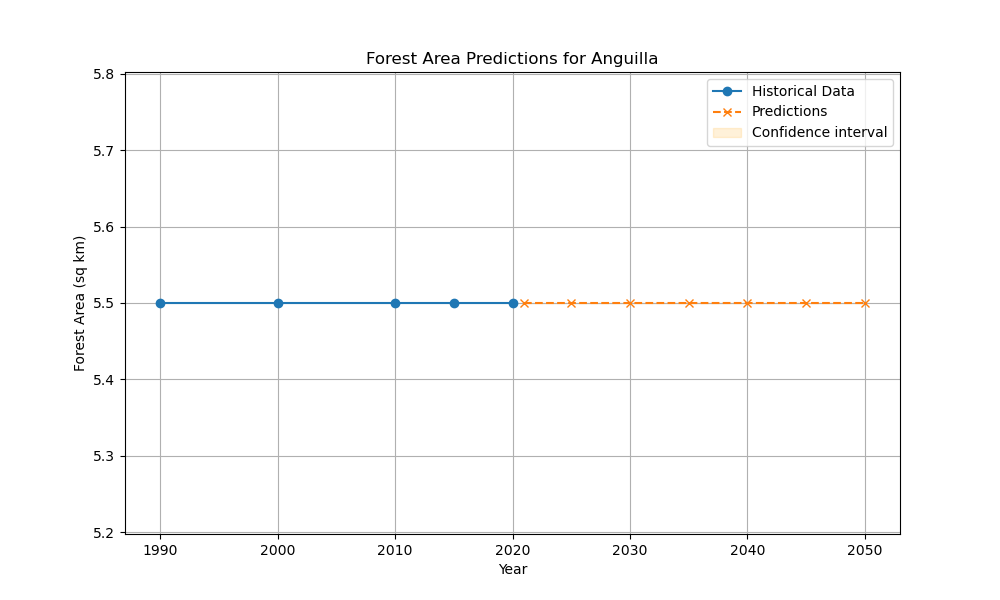 Forest Area Predictions for Anguilla
Historical Data
Predictions
Confidence interval
5.8
5.7
5.6
5.5
5.4
5.3
5.2
Forest Area (sq km)
1990 2000 2010 2020 2030 2040 2050
Year